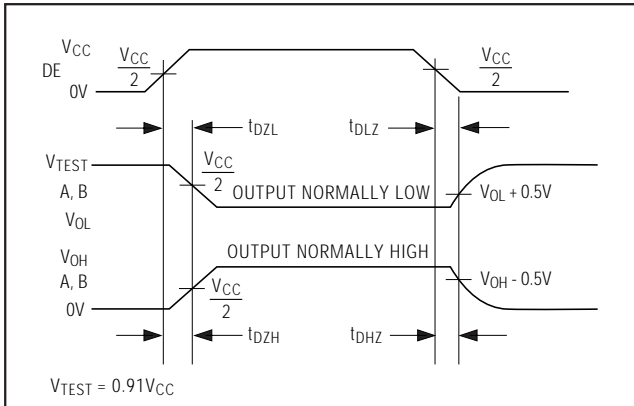 VCC
DE
0V
VCC
2
VCC
2
tDZL
tDLZ
VTEST
A, B
VOL
VCC
2
OUTPUT NORMALLY LOW
VOL + 0.5V
VOH
A, B
0V
OUTPUT NORMALLY HIGH
VCC
2
VOH - 0.5V
tDZH
tDHZ
VTEST = 0.91VCC